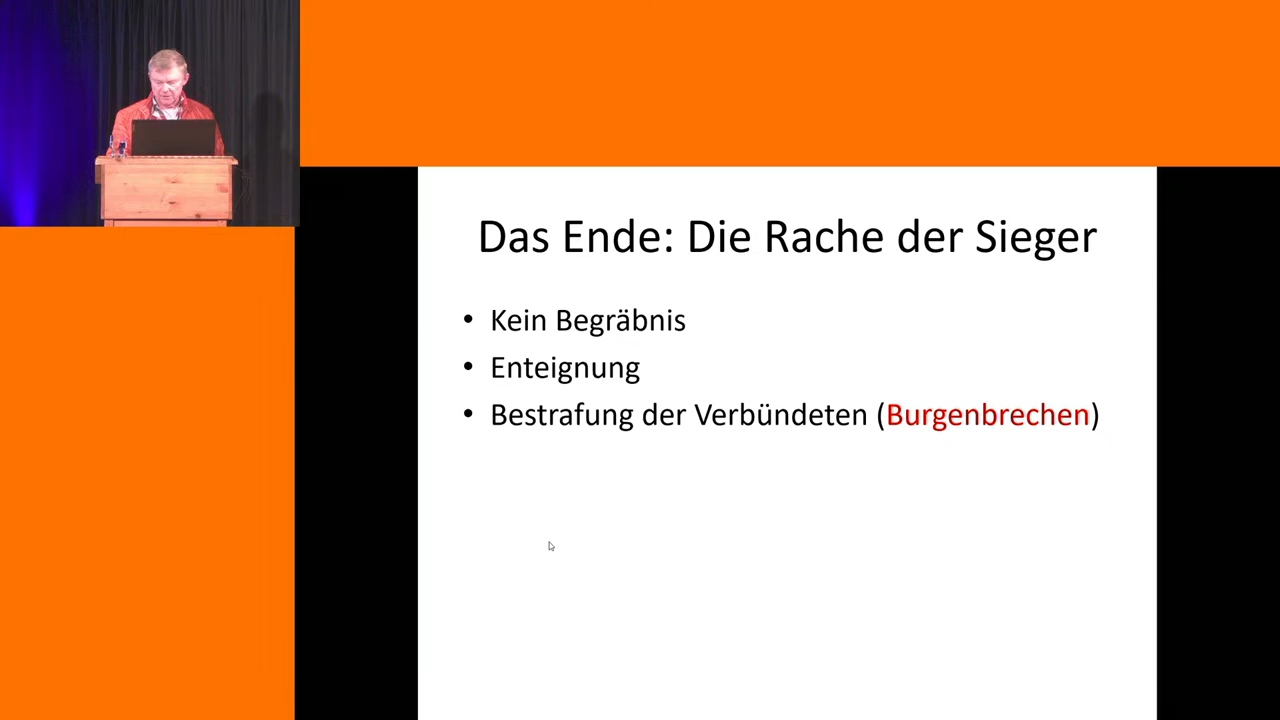 Das Ende: Die Rache der Sieger
• Kein Begräbnis
• Enteignung
• Bestrafung der Verbündeten (Burgenbrechen)